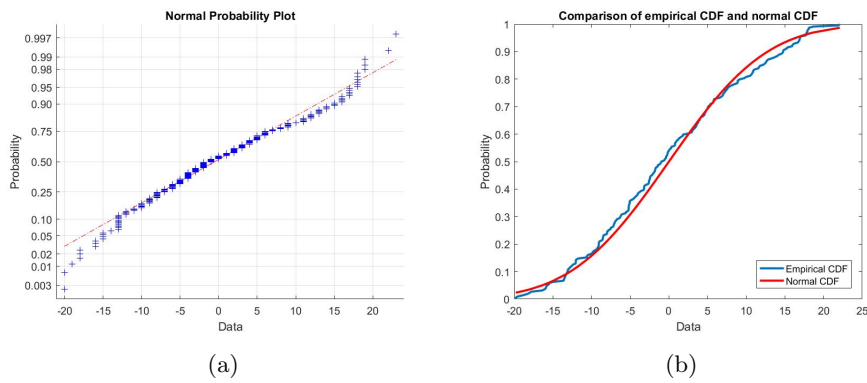 Normal Probability Plot
0.997
0.99
0.98
0.95
0.90
0.75
0.50
0.25
0.10
0.05
0.02
0.01
0.003
Probability
-20 -15 -10 -5 0 5 10 15 20
Data
(a)
Comparison of empirical CDF and normal CDF
1
0.9
0.8
0.7
0.6
0.5
0.4
0.3
0.2
0.1
0
Probability
Empirical CDF
Normal CDF
-20 -15 -10 -5 0 5 10 15 20 25
Data
(b)